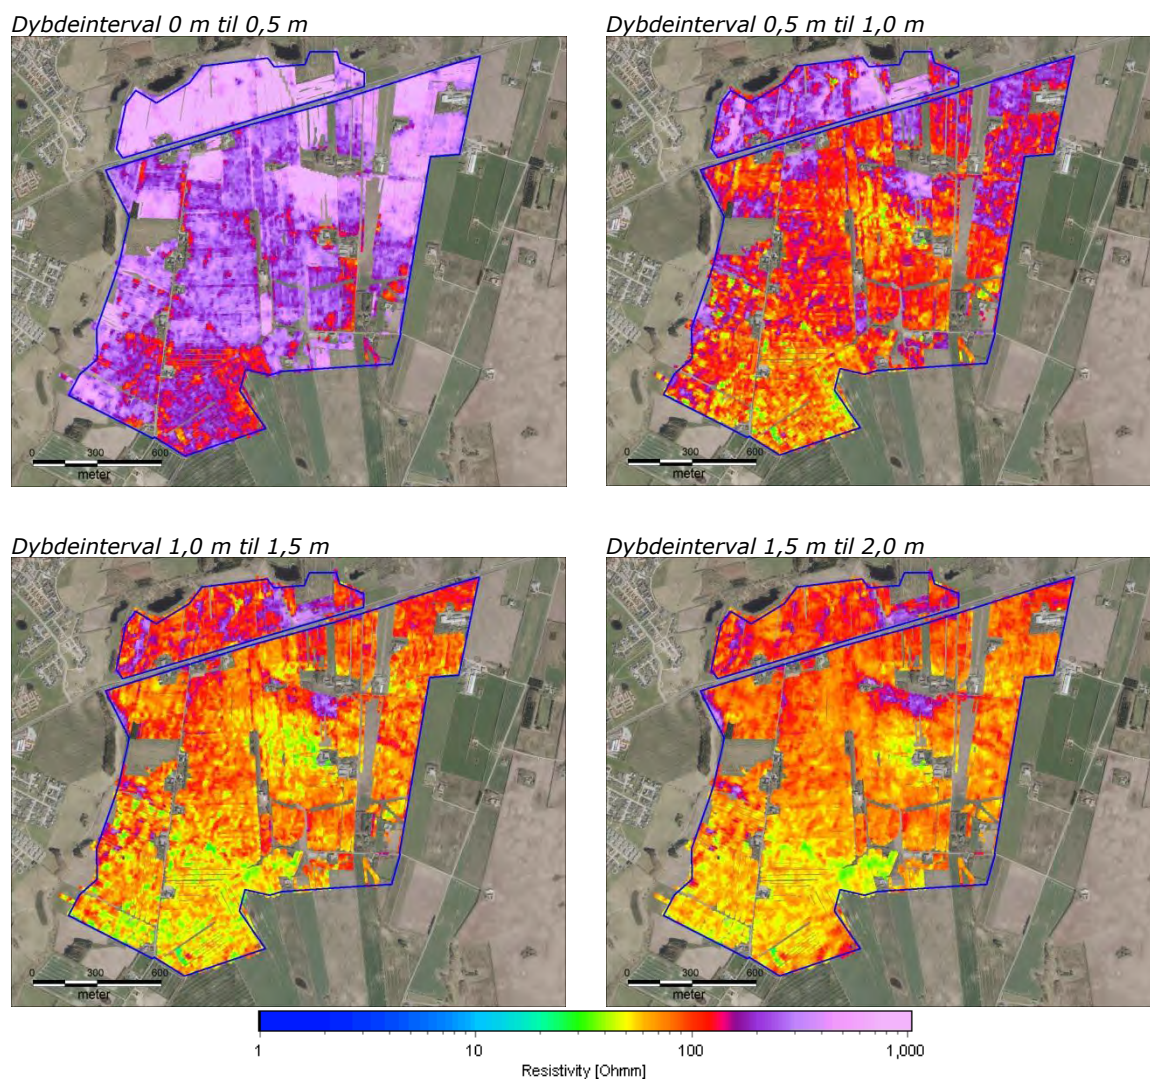 Dybdeinterval 0 m til 0,5 m
Dybdeinterval 0,5 m til 1,0 m
0 300 600
meter
0 300 600
meter
Dybdeinterval 1,0 m til 1,5 m
Dybdeinterval 1,5 m til 2,0 m
0 300 600
meter
0 300 600
meter
1 10 100 1,000
Resistivity [Ohmm]